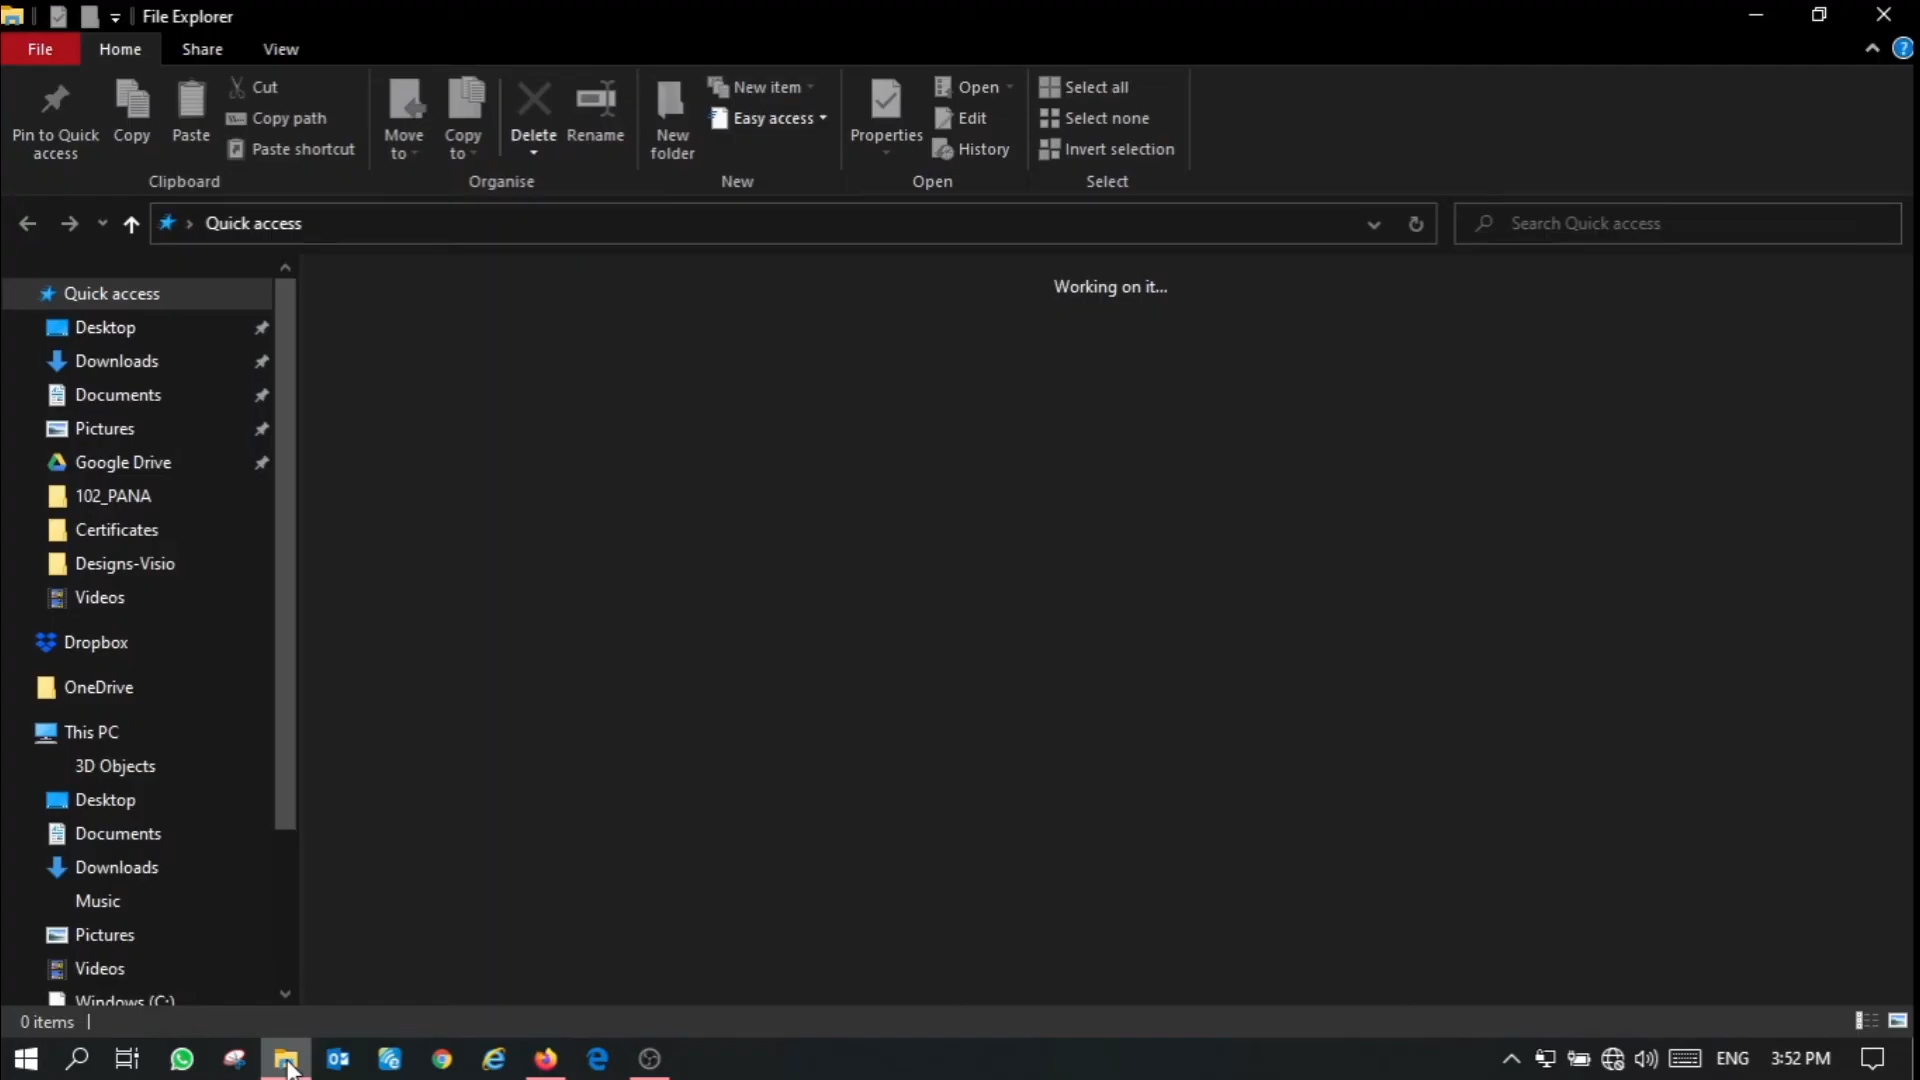 File Explorer
File Home Share View
Pin to Quick access
Copy
Paste
Cut
Copy path
Paste shortcut
Move to
Copy to
Delete
Rename
New folder
New item
Easy access
Properties
Open
Edit
History
Select all
Select none
Invert selection
Clipboard Organise New Open Select
Quick access
Search Quick access
Working on it...
Quick access
Desktop
Downloads
Documents
Pictures
Google Drive
102_PANA
Certificates
Designs-Visio
Videos
Dropbox
OneDrive
This PC
3D Objects
Desktop
Documents
Downloads
Music
Pictures
Videos
Windows (C:)
0 items
ENG 3:52 PM